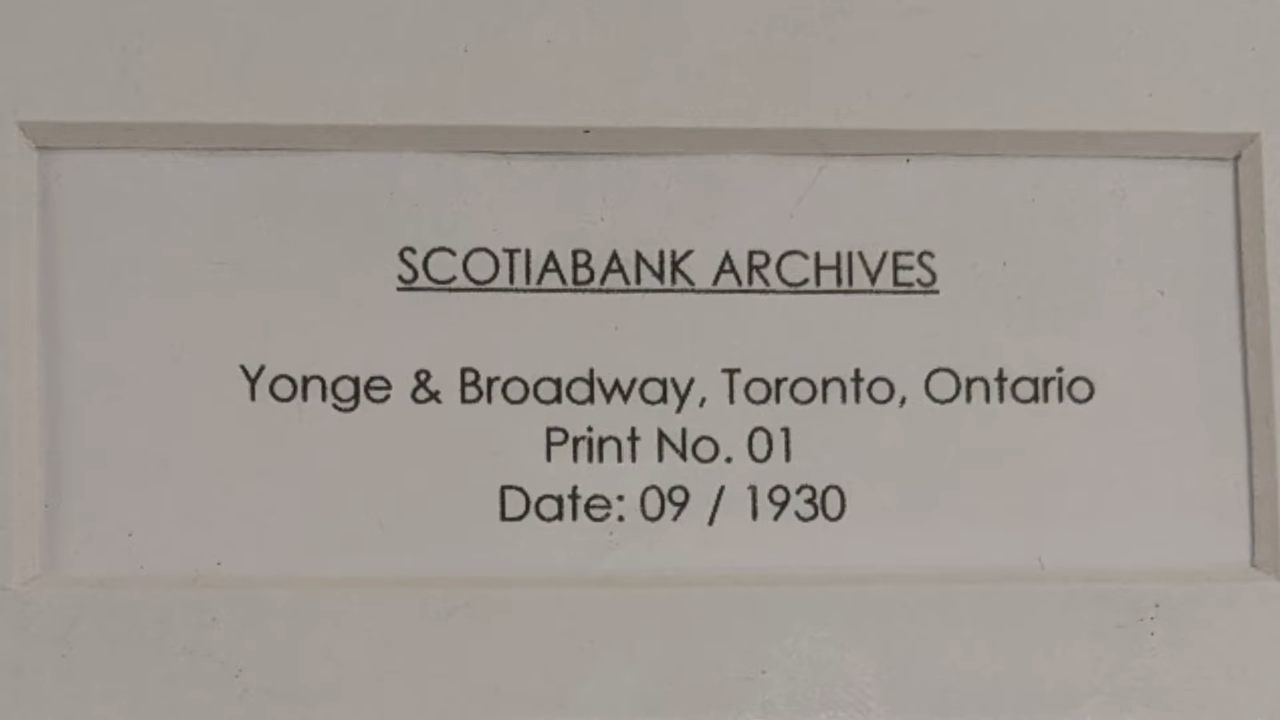 SCOTIABANK ARCHIVES
Yonge & Broadway, Toronto, Ontario
Print No. 01
Date: 09 / 1930